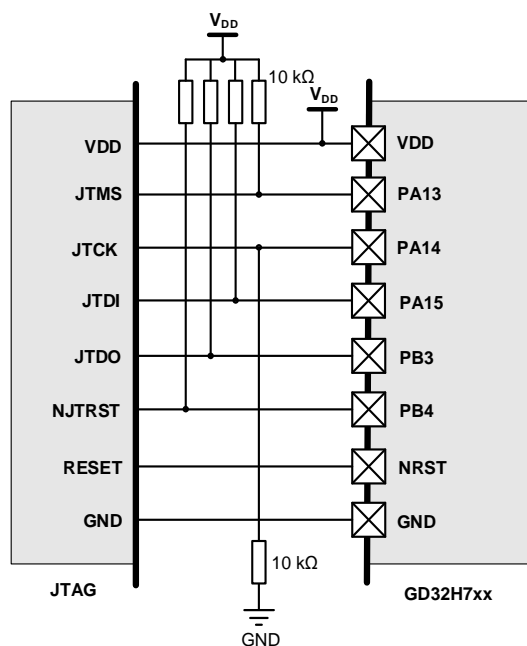 VDD
10 kΩ
VDD
VDD
VDD
JTMS
PA13
JTCK
PA14
JTDI
PA15
JTDO
PB3
NJTRST
PB4
RESET
NRST
GND
GND
10 kΩ
JTAG
GD32H7xx
GND